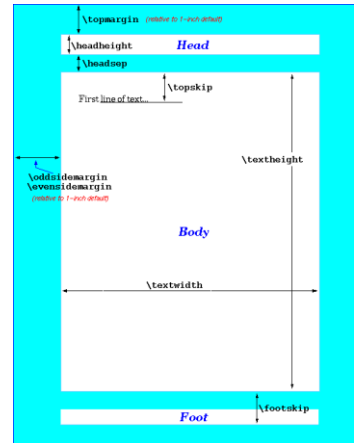 \topmargin (relative to 1-inch default)
\headheight Head
\headsep
\topskip
First line of text...
\textheight
\oddsidemargin
\evensidemargin
(relative to 1-inch default)
Body
\textwidth
\footskip
Foot